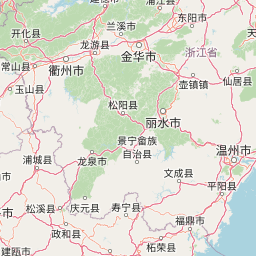 浦江县
开化县
兰溪市
东阳市
龙游县
金华市
浙江省
常山县
衢州市
壶镇镇
仙居县
玉山县
松阳县
丽水市
景宁畲族
自治县
温州市
浦城县
龙泉市
文成县
平阳县
松溪县
庆元县
寿宁县
福鼎市
政和县
建瓯市
柘荣县